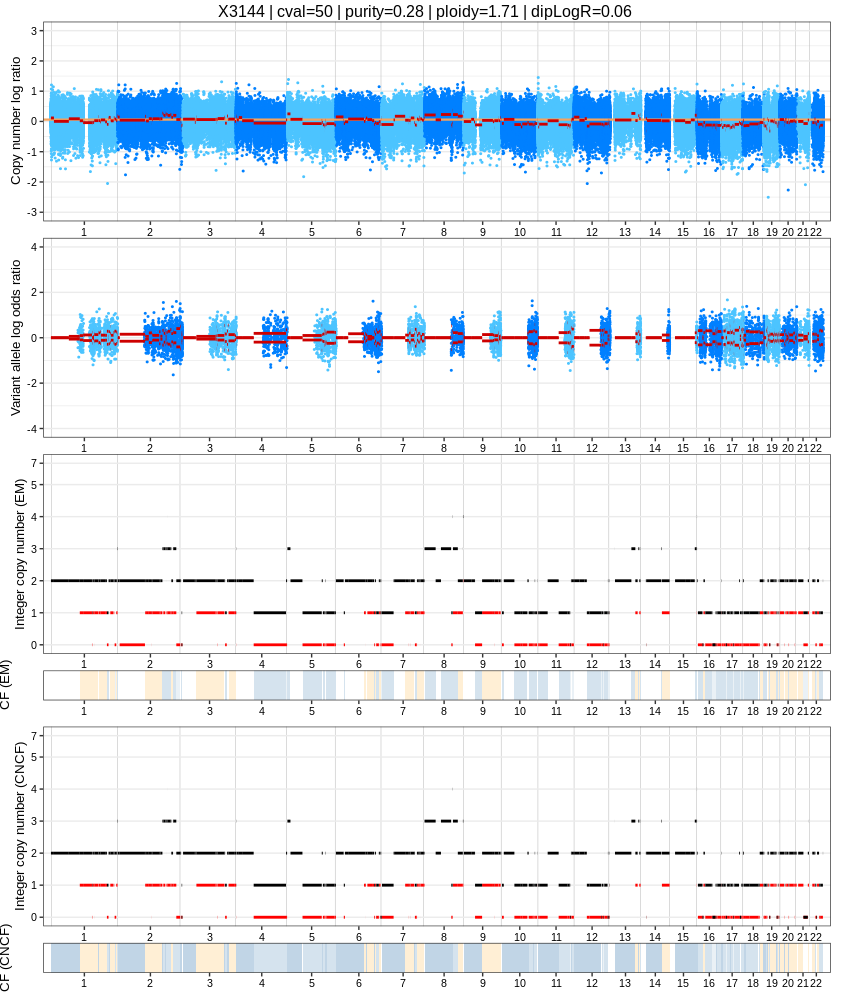 X3144 | cval=50 | purity=0.28 | ploidy=1.71 | dipLogR=0.06
Copy number log ratio
3
2
1
0
-1
-2
-3
1 2 3 4 5 6 7 8 9 10 11 12 13 14 15 16 17 18 19 20 21 22
Variant allele log odds ratio
4
2
0
-2
-4
1 2 3 4 5 6 7 8 9 10 11 12 13 14 15 16 17 18 19 20 21 22
Integer copy number (EM)
7
5
4
3
2
1
0
1 2 3 4 5 6 7 8 9 10 11 12 13 14 15 16 17 18 19 20 21 22
CF (EM)
1 2 3 4 5 6 7 8 9 10 11 12 13 14 15 16 17 18 19 20 21 22
Integer copy number (CNCF)
7
5
4
3
2
1
0
1 2 3 4 5 6 7 8 9 10 11 12 13 14 15 16 17 18 19 20 21 22
CF (CNCF)
1 2 3 4 5 6 7 8 9 10 11 12 13 14 15 16 17 18 19 20 21 22